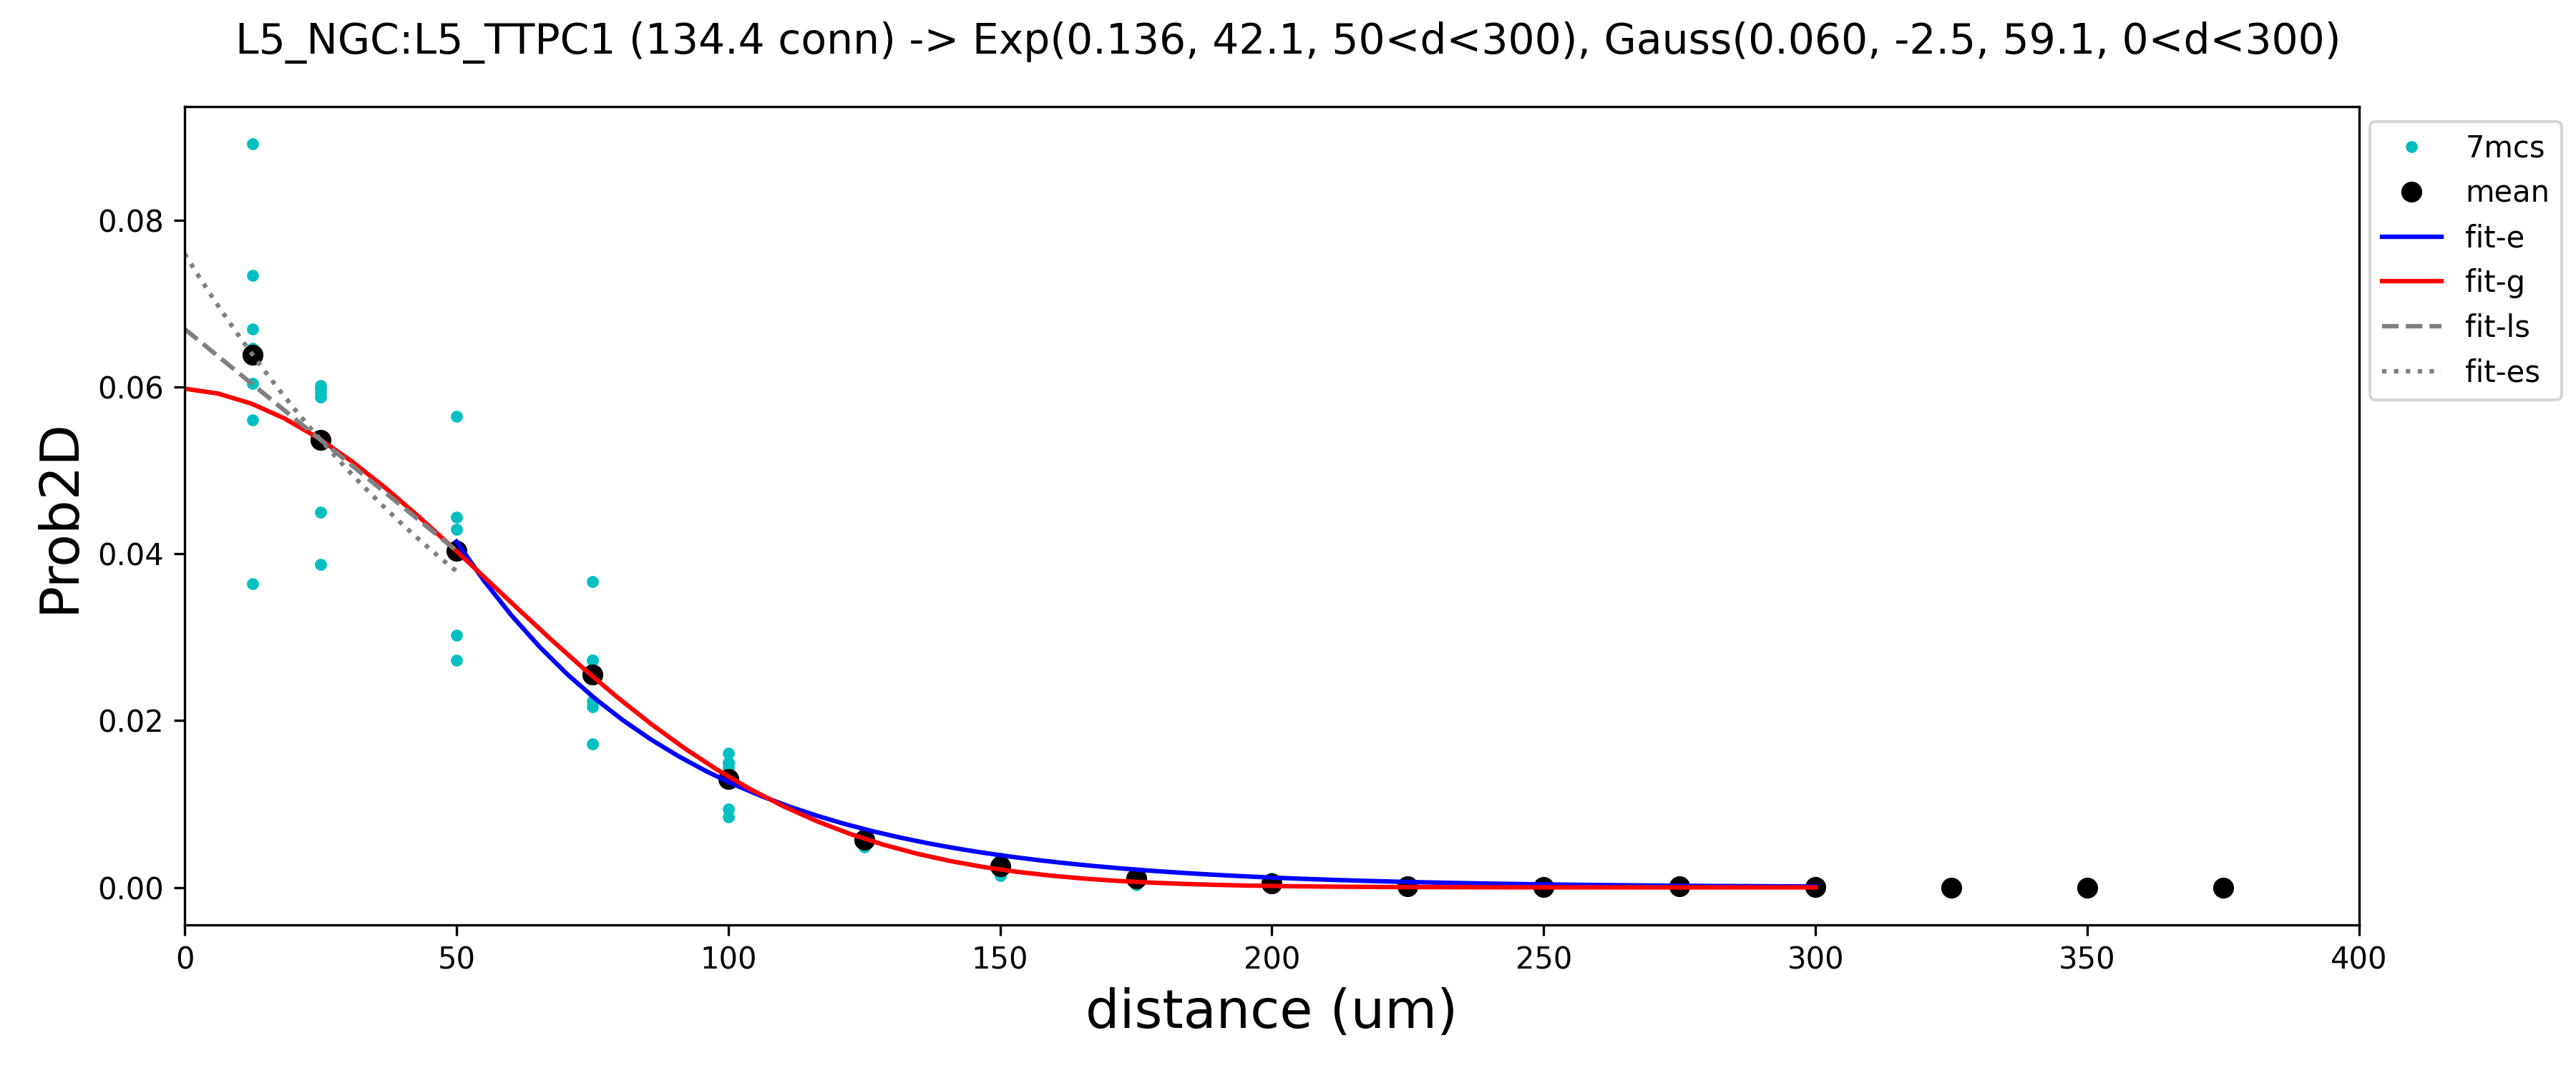 L5_NGC:L5_TTPC1 (134.4 conn) -> Exp(0.136, 42.1, 50<d<300), Gauss(0.060, -2.5, 59.1, 0<d<300)
7mcs
mean
fit-e
fit-g
fit-ls
fit-es
Prob2D
0.08
0.06
0.04
0.02
0.00
0 50 100 150 200 250 300 350 400
distance (um)